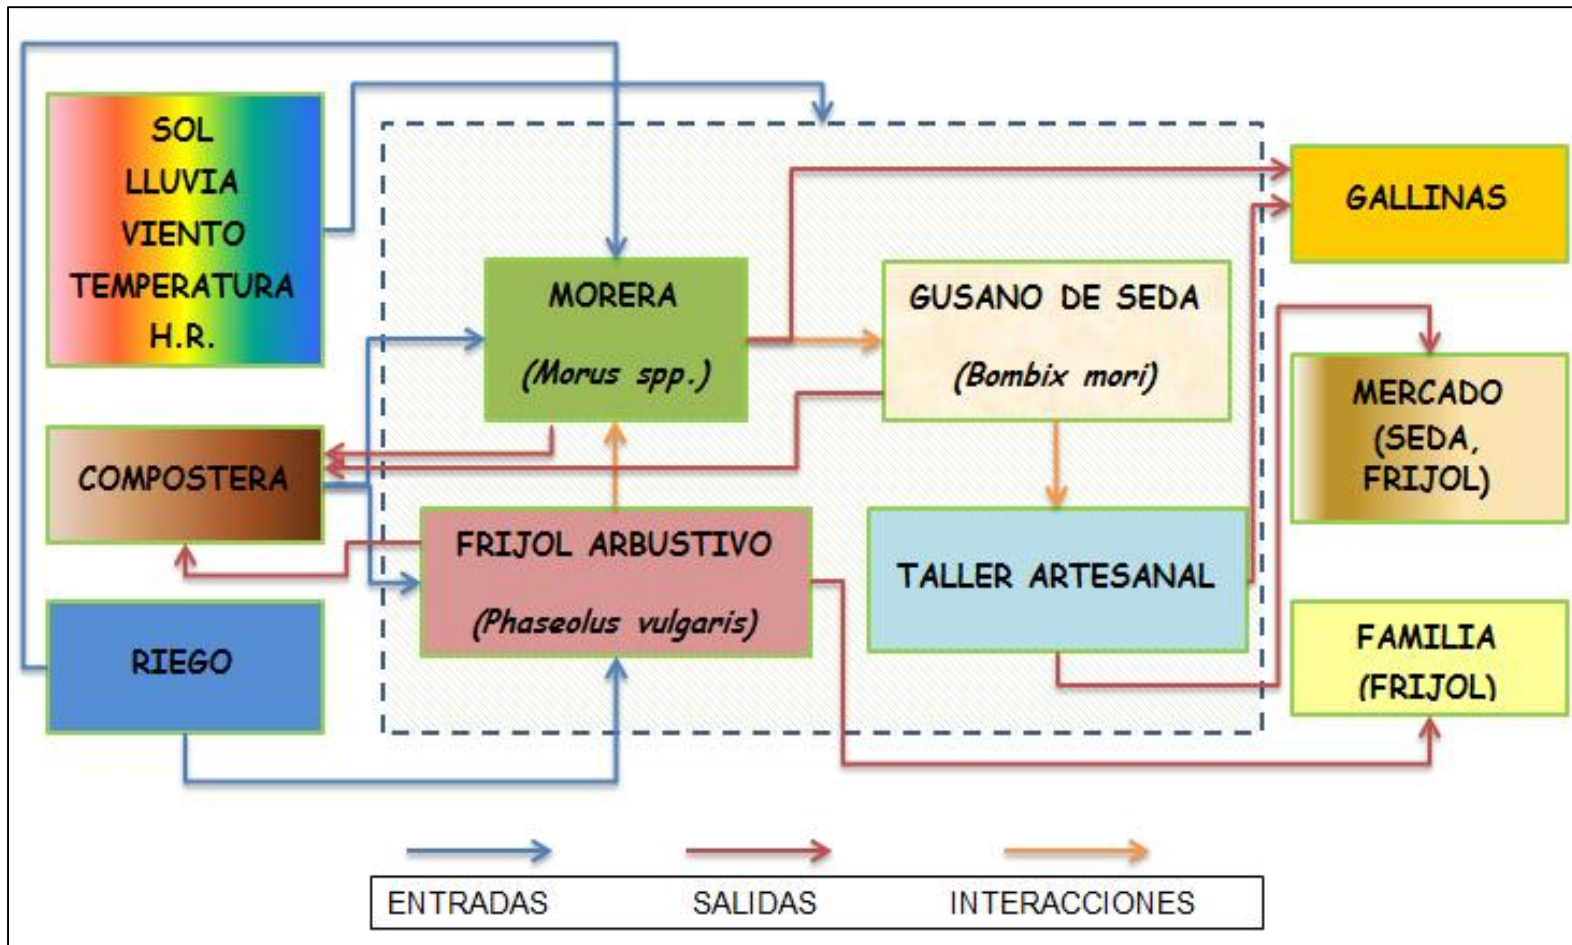 SOL
LLUVIA
VIENTO
TEMPERATURA
H.R.
COMPOSTERA
RIEGO
MORERA
(Morus spp.)
FRIJOL ARBUSTIVO
(Phaseolus vulgaris)
GUSANO DE SEDA
(Bombix mori)
TALLER ARTESANAL
GALLINAS
MERCADO
(SEDA,
FRIJOL)
FAMILIA
(FRIJOL)
ENTRADAS SALIDAS INTERACCIONES